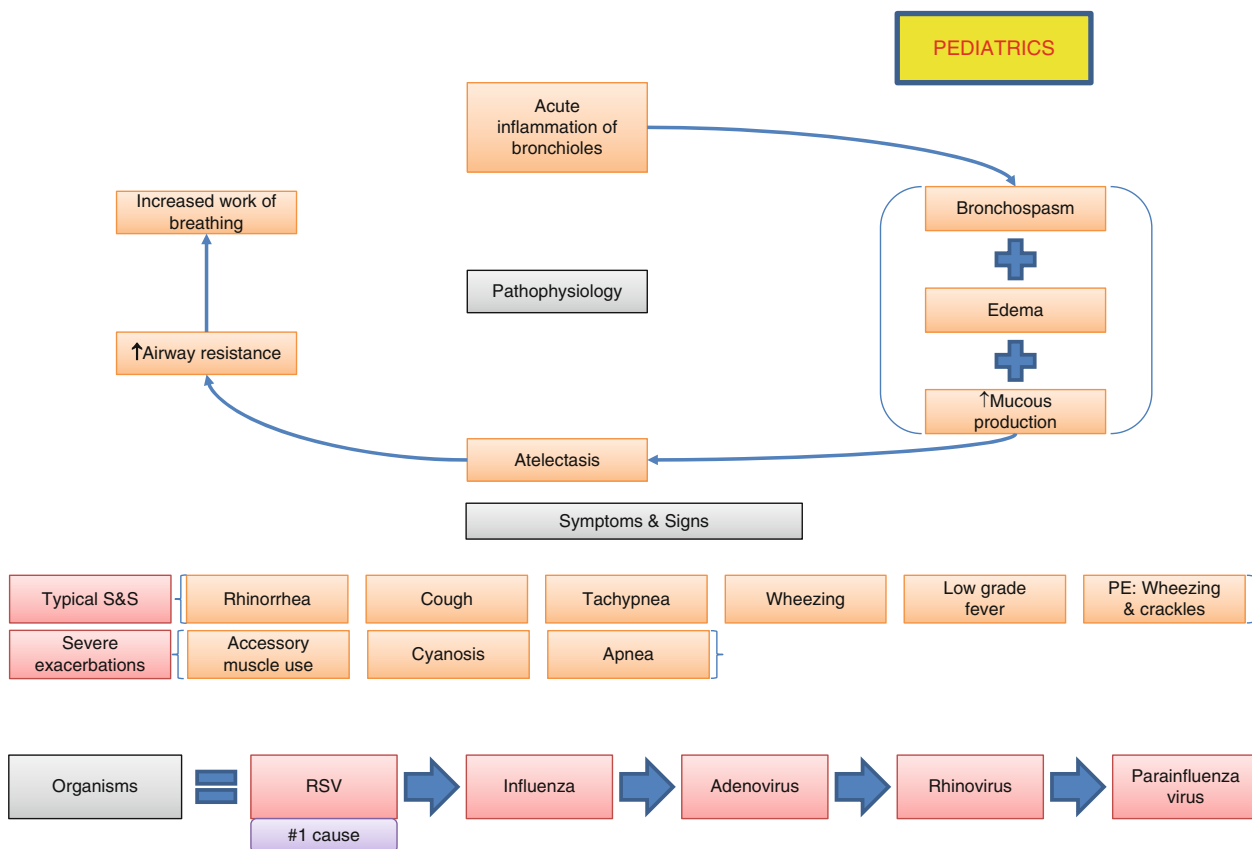 PEDIATRICS
Acute
inflammation of
bronchioles
Increased work of
breathing
Bronchospasm
Pathophysiology
Edema
↑Airway resistance
↑Mucous
production
Atelectasis
Symptoms & Signs
Typical S&S
Rhinorrhea
Cough
Tachypnea
Wheezing
Low grade
fever
PE: Wheezing
& crackles
Severe
exacerbations
Accessory
muscle use
Cyanosis
Apnea
Organisms
RSV
#1 cause
Influenza
Adenovirus
Rhinovirus
Parainfluenza
virus